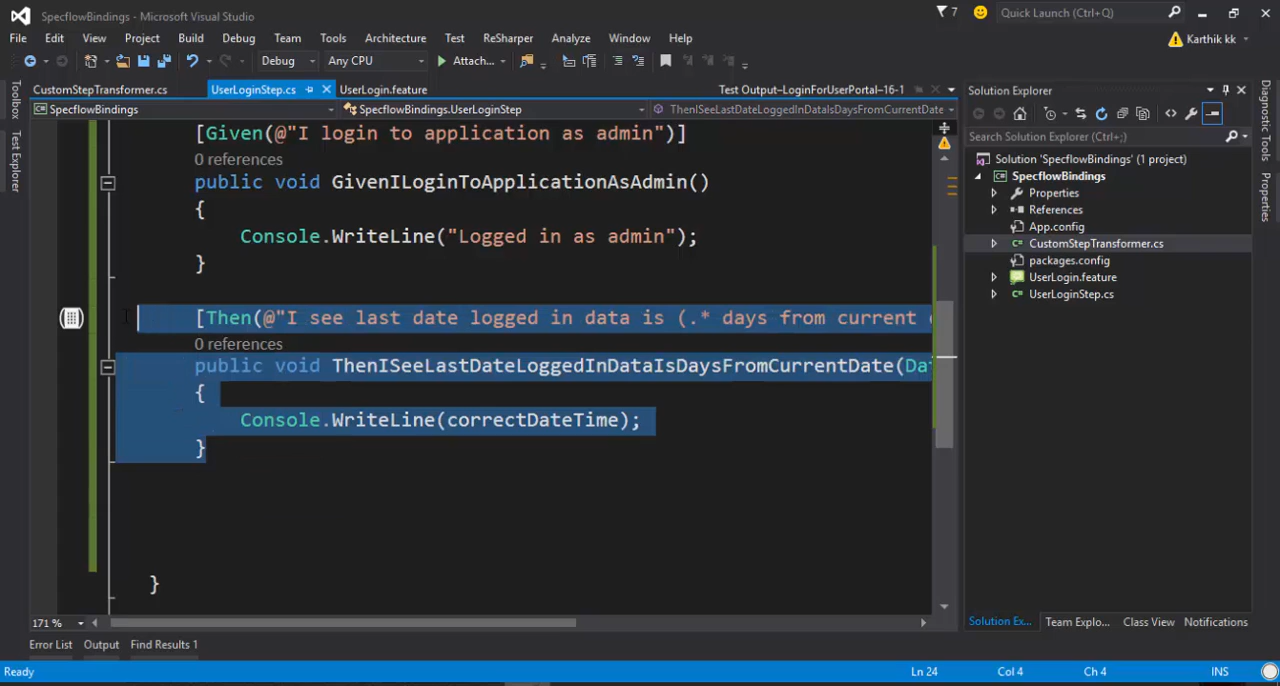 SpecflowBindings - Microsoft Visual Studio
7
Quick Launch (Ctrl+Q)
File Edit View Project Build Debug Team Tools Architecture Test ReSharper Analyze Window Help
Karthik kk
Debug Any CPU Attach...
CustomStepTransformer.cs UserLoginStep.cs UserLogin.feature Test Output-LoginForUserPortal-16-1
SpecflowBindings SpecflowBindings.UserLoginStep ThenISeeLastDateLoggedInDataIsDaysFromCurrentDate(Date
Toolbox
Test Explorer
[Given(@"I login to application as admin")]
0 references
public void GivenILoginToApplicationAsAdmin()
{
Console.WriteLine("Logged in as admin");
}
[Then(@"I see last date logged in data is (.* days from current
0 references
public void ThenISeeLastDateLoggedInDataIsDaysFromCurrentDate(Da
{
Console.WriteLine(correctDateTime);
}
}
171 %
Solution Explorer
Search Solution Explorer (Ctrl+;)
Solution 'SpecflowBindings' (1 project)
SpecflowBindings
Properties
References
App.config
CustomStepTransformer.cs
packages.config
UserLogin.feature
UserLoginStep.cs
Solution Ex... Team Explo... Class View Notifications
Diagnostic Tools
Properties
Error List Output Find Results 1
Ready Ln 24 Col 4 Ch 4 INS